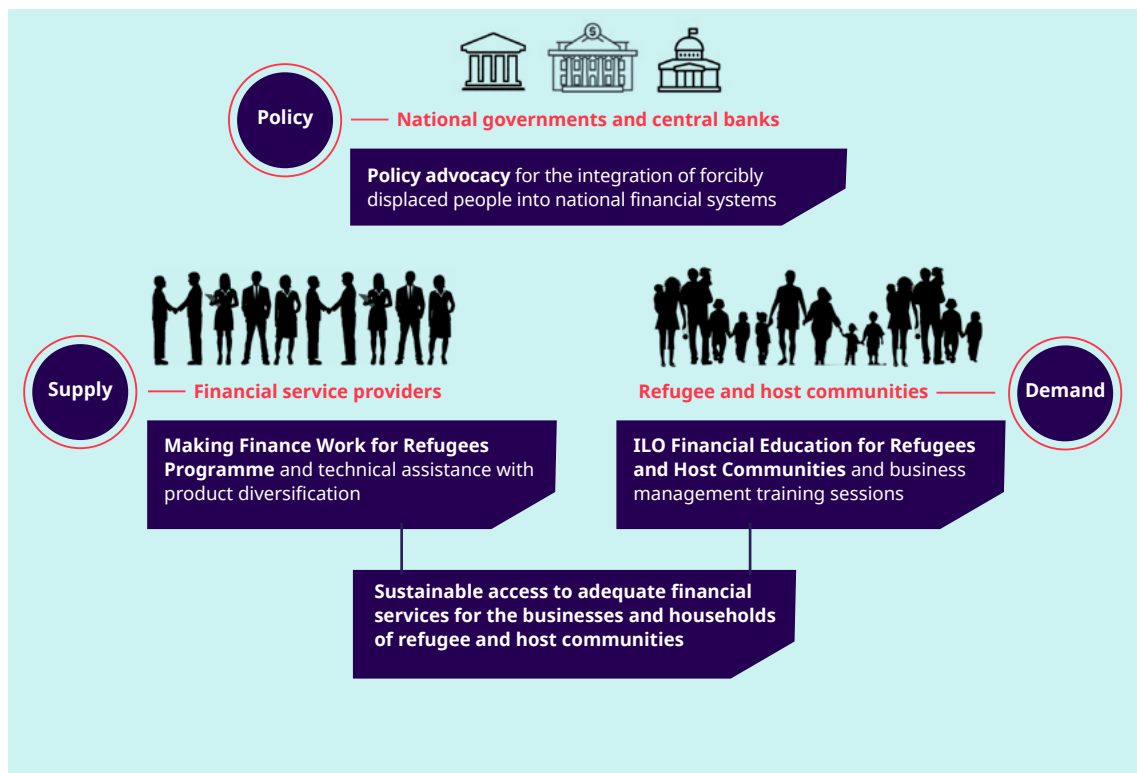 Policy
National governments and central banks
Policy advocacy for the integration of forcibly
displaced people into national financial systems
Supply
Financial service providers
Making Finance Work for Refugees
Programme and technical assistance with
product diversification
Refugee and host communities
Demand
ILO Financial Education for Refugees
and Host Communities and business
management training sessions
Sustainable access to adequate financial
services for the businesses and households
of refugee and host communities